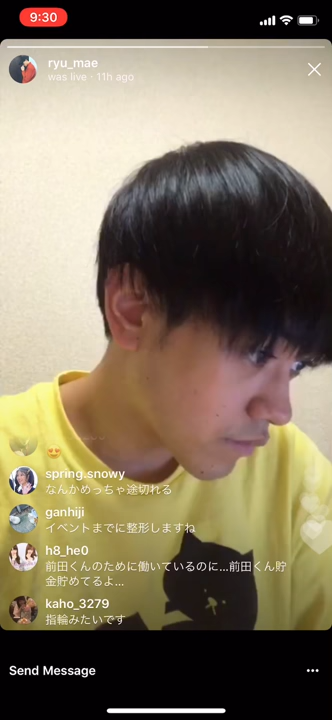 9:30
ryu_mae
was live · 11h ago
spring.snowy
なんかめっちゃ途切れる
ganhiji
イベントまでに整形しますね
h8_he0
前田くんのために働いているのに...前田くん貯
金貯めてるよ...
kaho_3279
指輪みたいです
Send Message